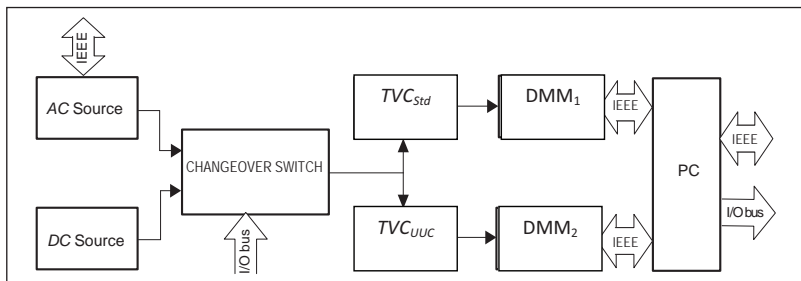 IEEE
AC Source
DC Source
CHANGEOVER SWITCH
I/O bus
TVCStd
TVCUUC
DMM1
DMM2
IEEE
IEEE
PC
IEEE
I/O bus